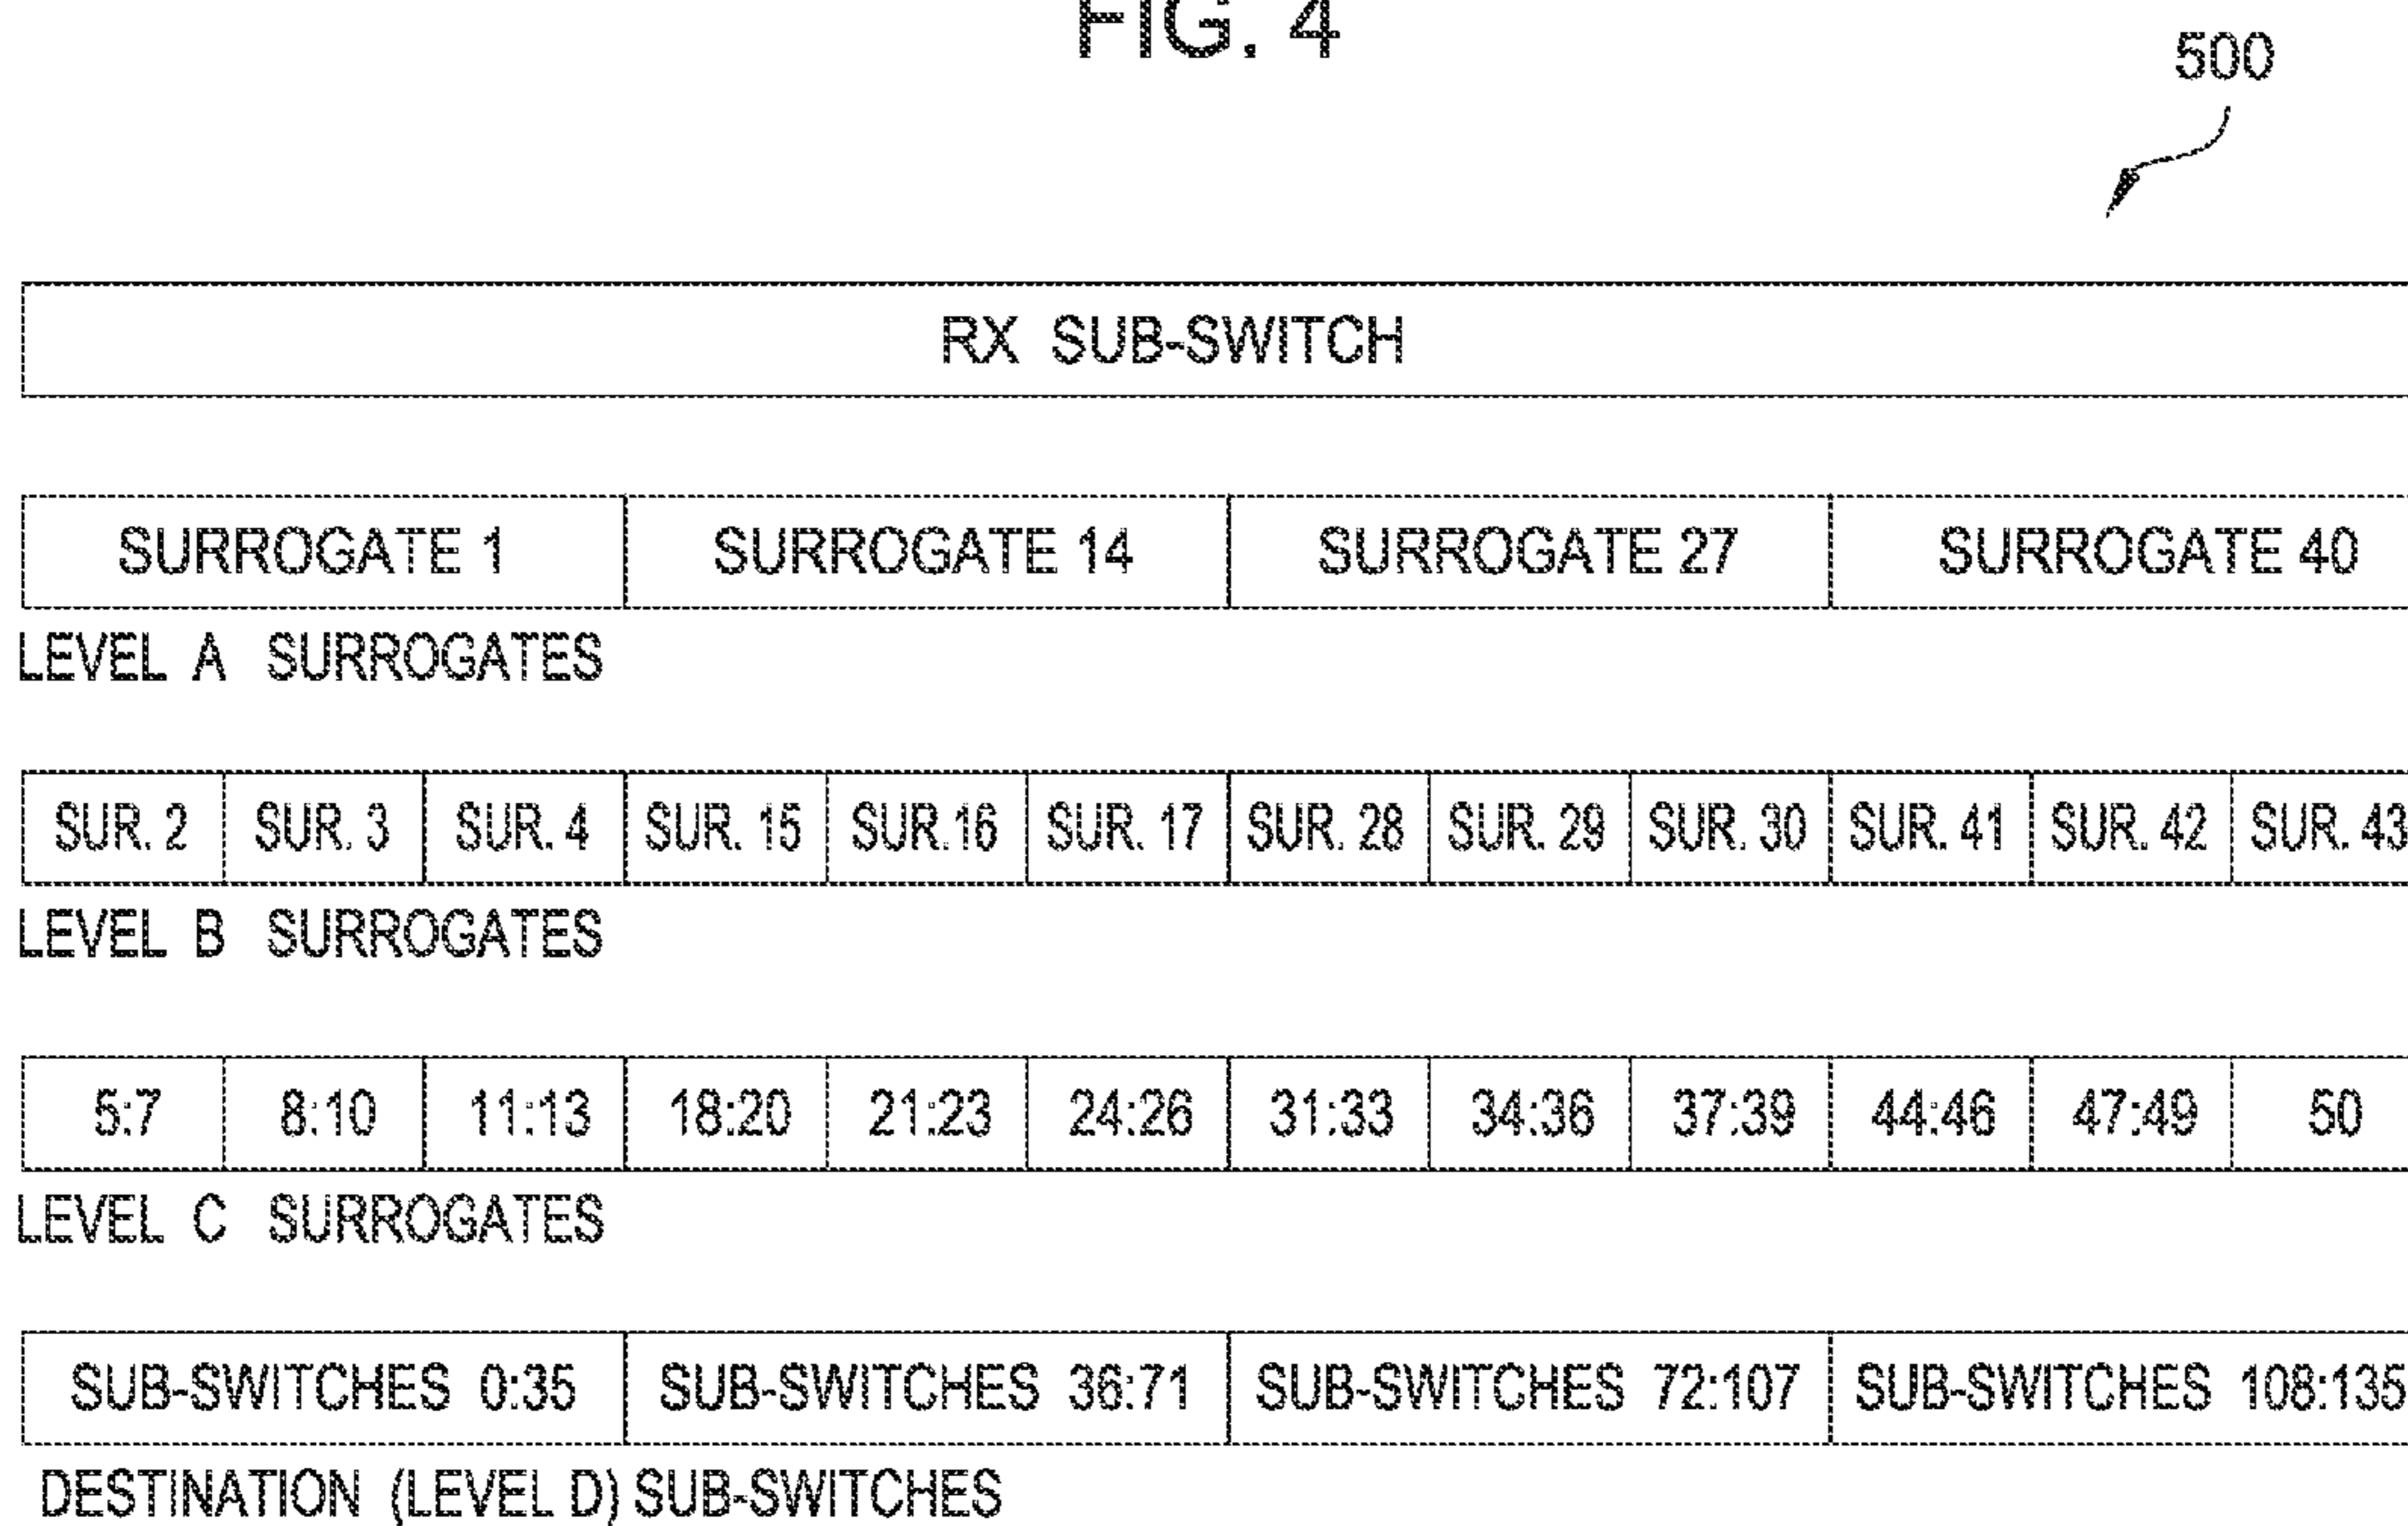 FIG. 4
500
RX SUB-SWITCH
SURROGATE 1 SURROGATE 14 SURROGATE 27 SURROGATE 40
LEVEL A SURROGATES
SUR. 2 SUR. 3 SUR. 4 SUR. 15 SUR.16 SUR. 17 SUR. 28 SUR. 29 SUR. 30 SUR. 41 SUR. 42 SUR. 43
LEVEL B SURROGATES
5:7 8:10 11:13 18:20 21:23 24:26 31:33 34:36 37:39 44:46 47:49 50
LEVEL C SURROGATES
SUB-SWITCHES 0:35 SUB-SWITCHES 36:71 SUB-SWITCHES 72:107 SUB-SWITCHES 108:135
DESTINATION (LEVEL D) SUB-SWITCHES